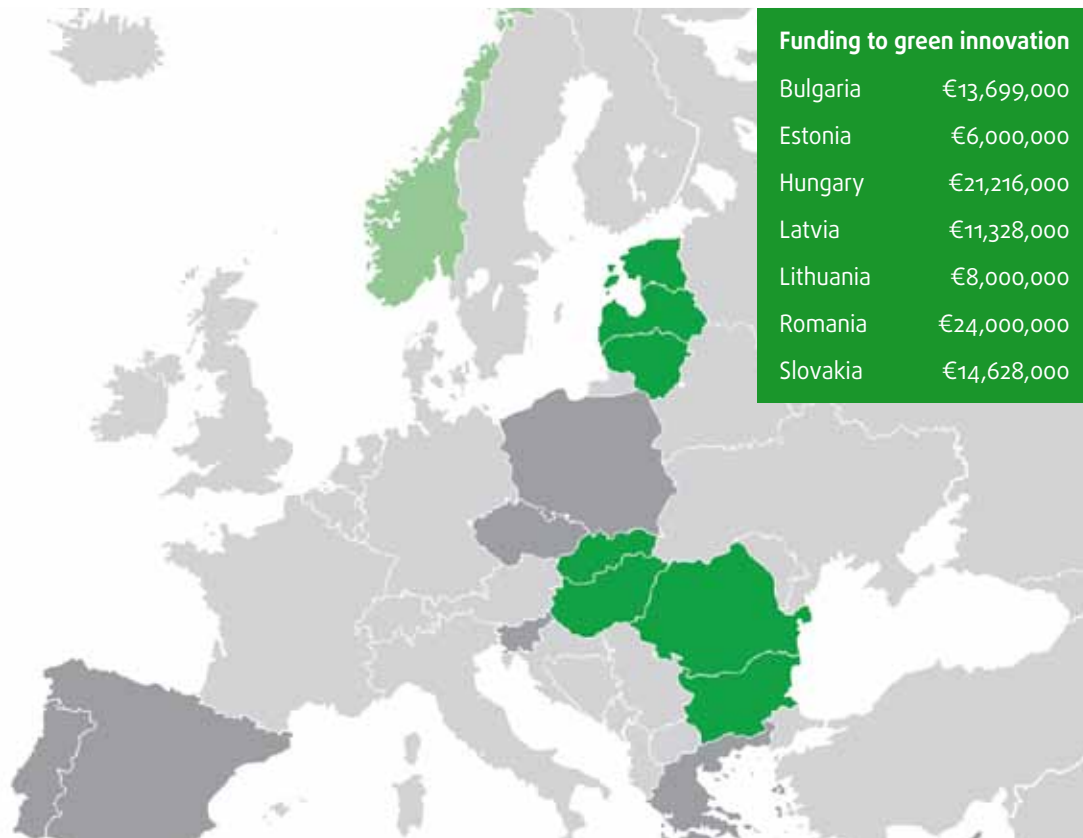 Funding to green innovation
Bulgaria €13,699,000
Estonia €6,000,000
Hungary €21,216,000
Latvia €11,328,000
Lithuania €8,000,000
Romania €24,000,000
Slovakia €14,628,000